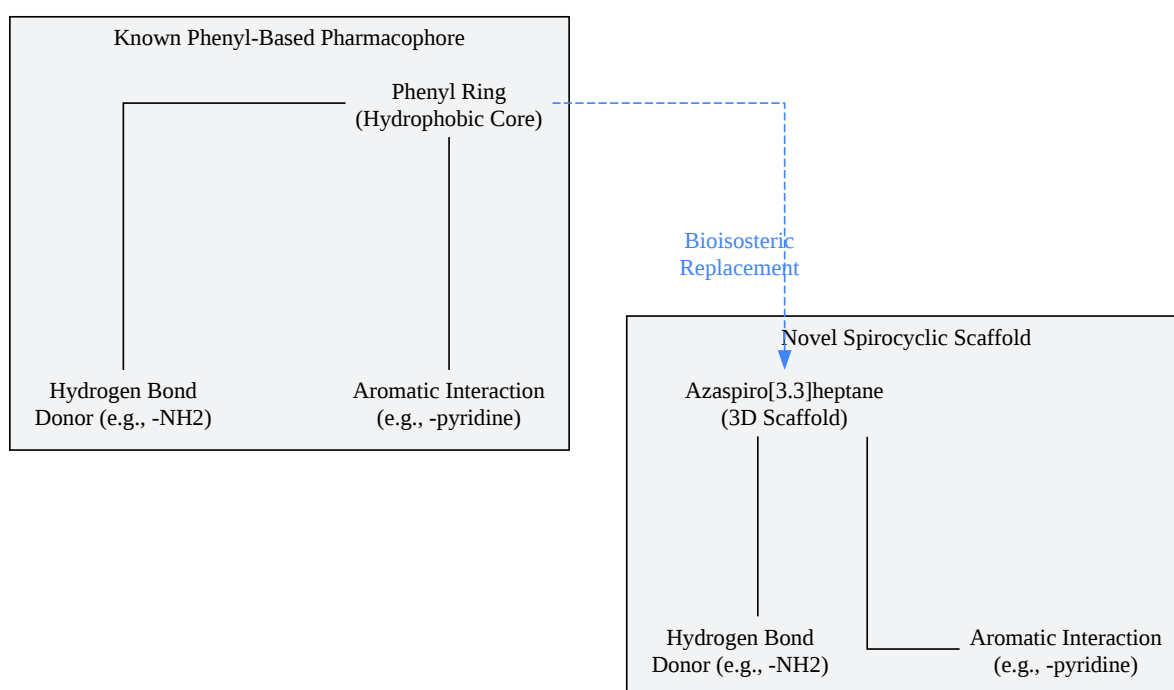 Known Phenyl-Based Pharmacophore
Phenyl Ring
(Hydrophobic Core)
Hydrogen Bond
Donor (e.g., -NH2)
Aromatic Interaction
(e.g., -pyridine)
Bioisosteric
Replacement
Novel Spirocyclic Scaffold
Azaspiro[3.3]heptane
(3D Scaffold)
Hydrogen Bond
Donor (e.g., -NH2)
Aromatic Interaction
(e.g., -pyridine)